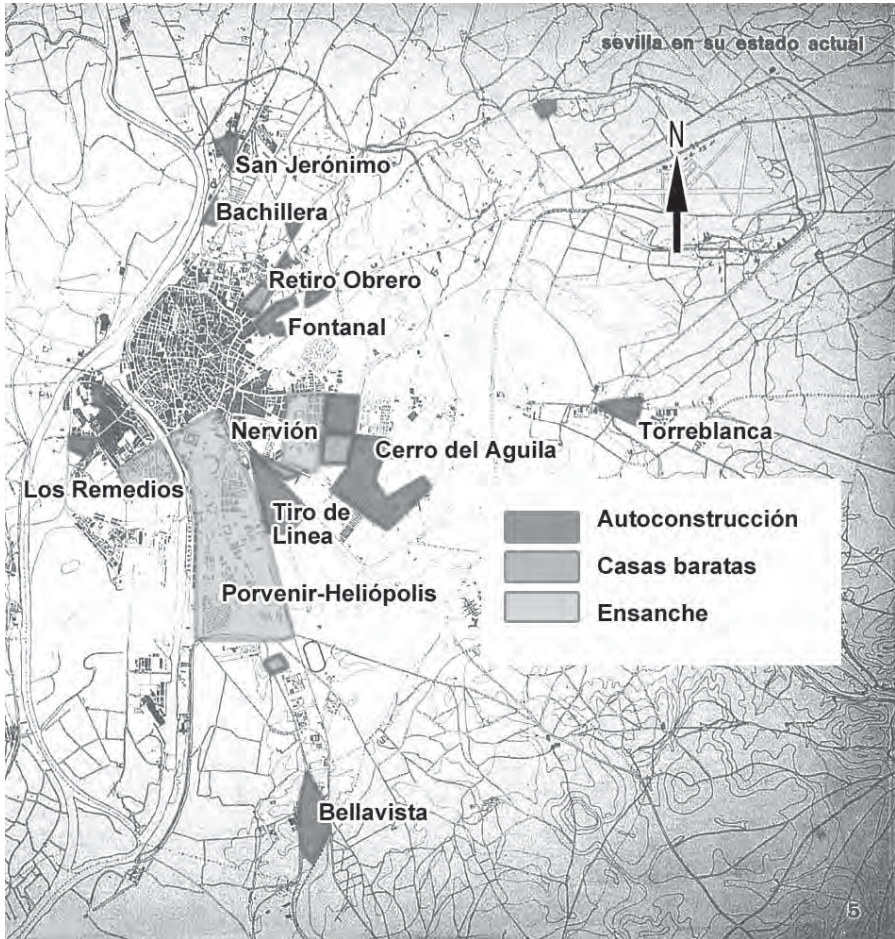 sevilla en su estado actual
N
San Jerónimo
Bachillera
Retiro Obrero
Fontanal
Nervión
Cerro del Aguila
Torreblanca
Los Remedios
Tiro de
Linea
Autoconstrucción
Casas baratas
Porvenir-Heliópolis
Ensanche
Bellavista
5